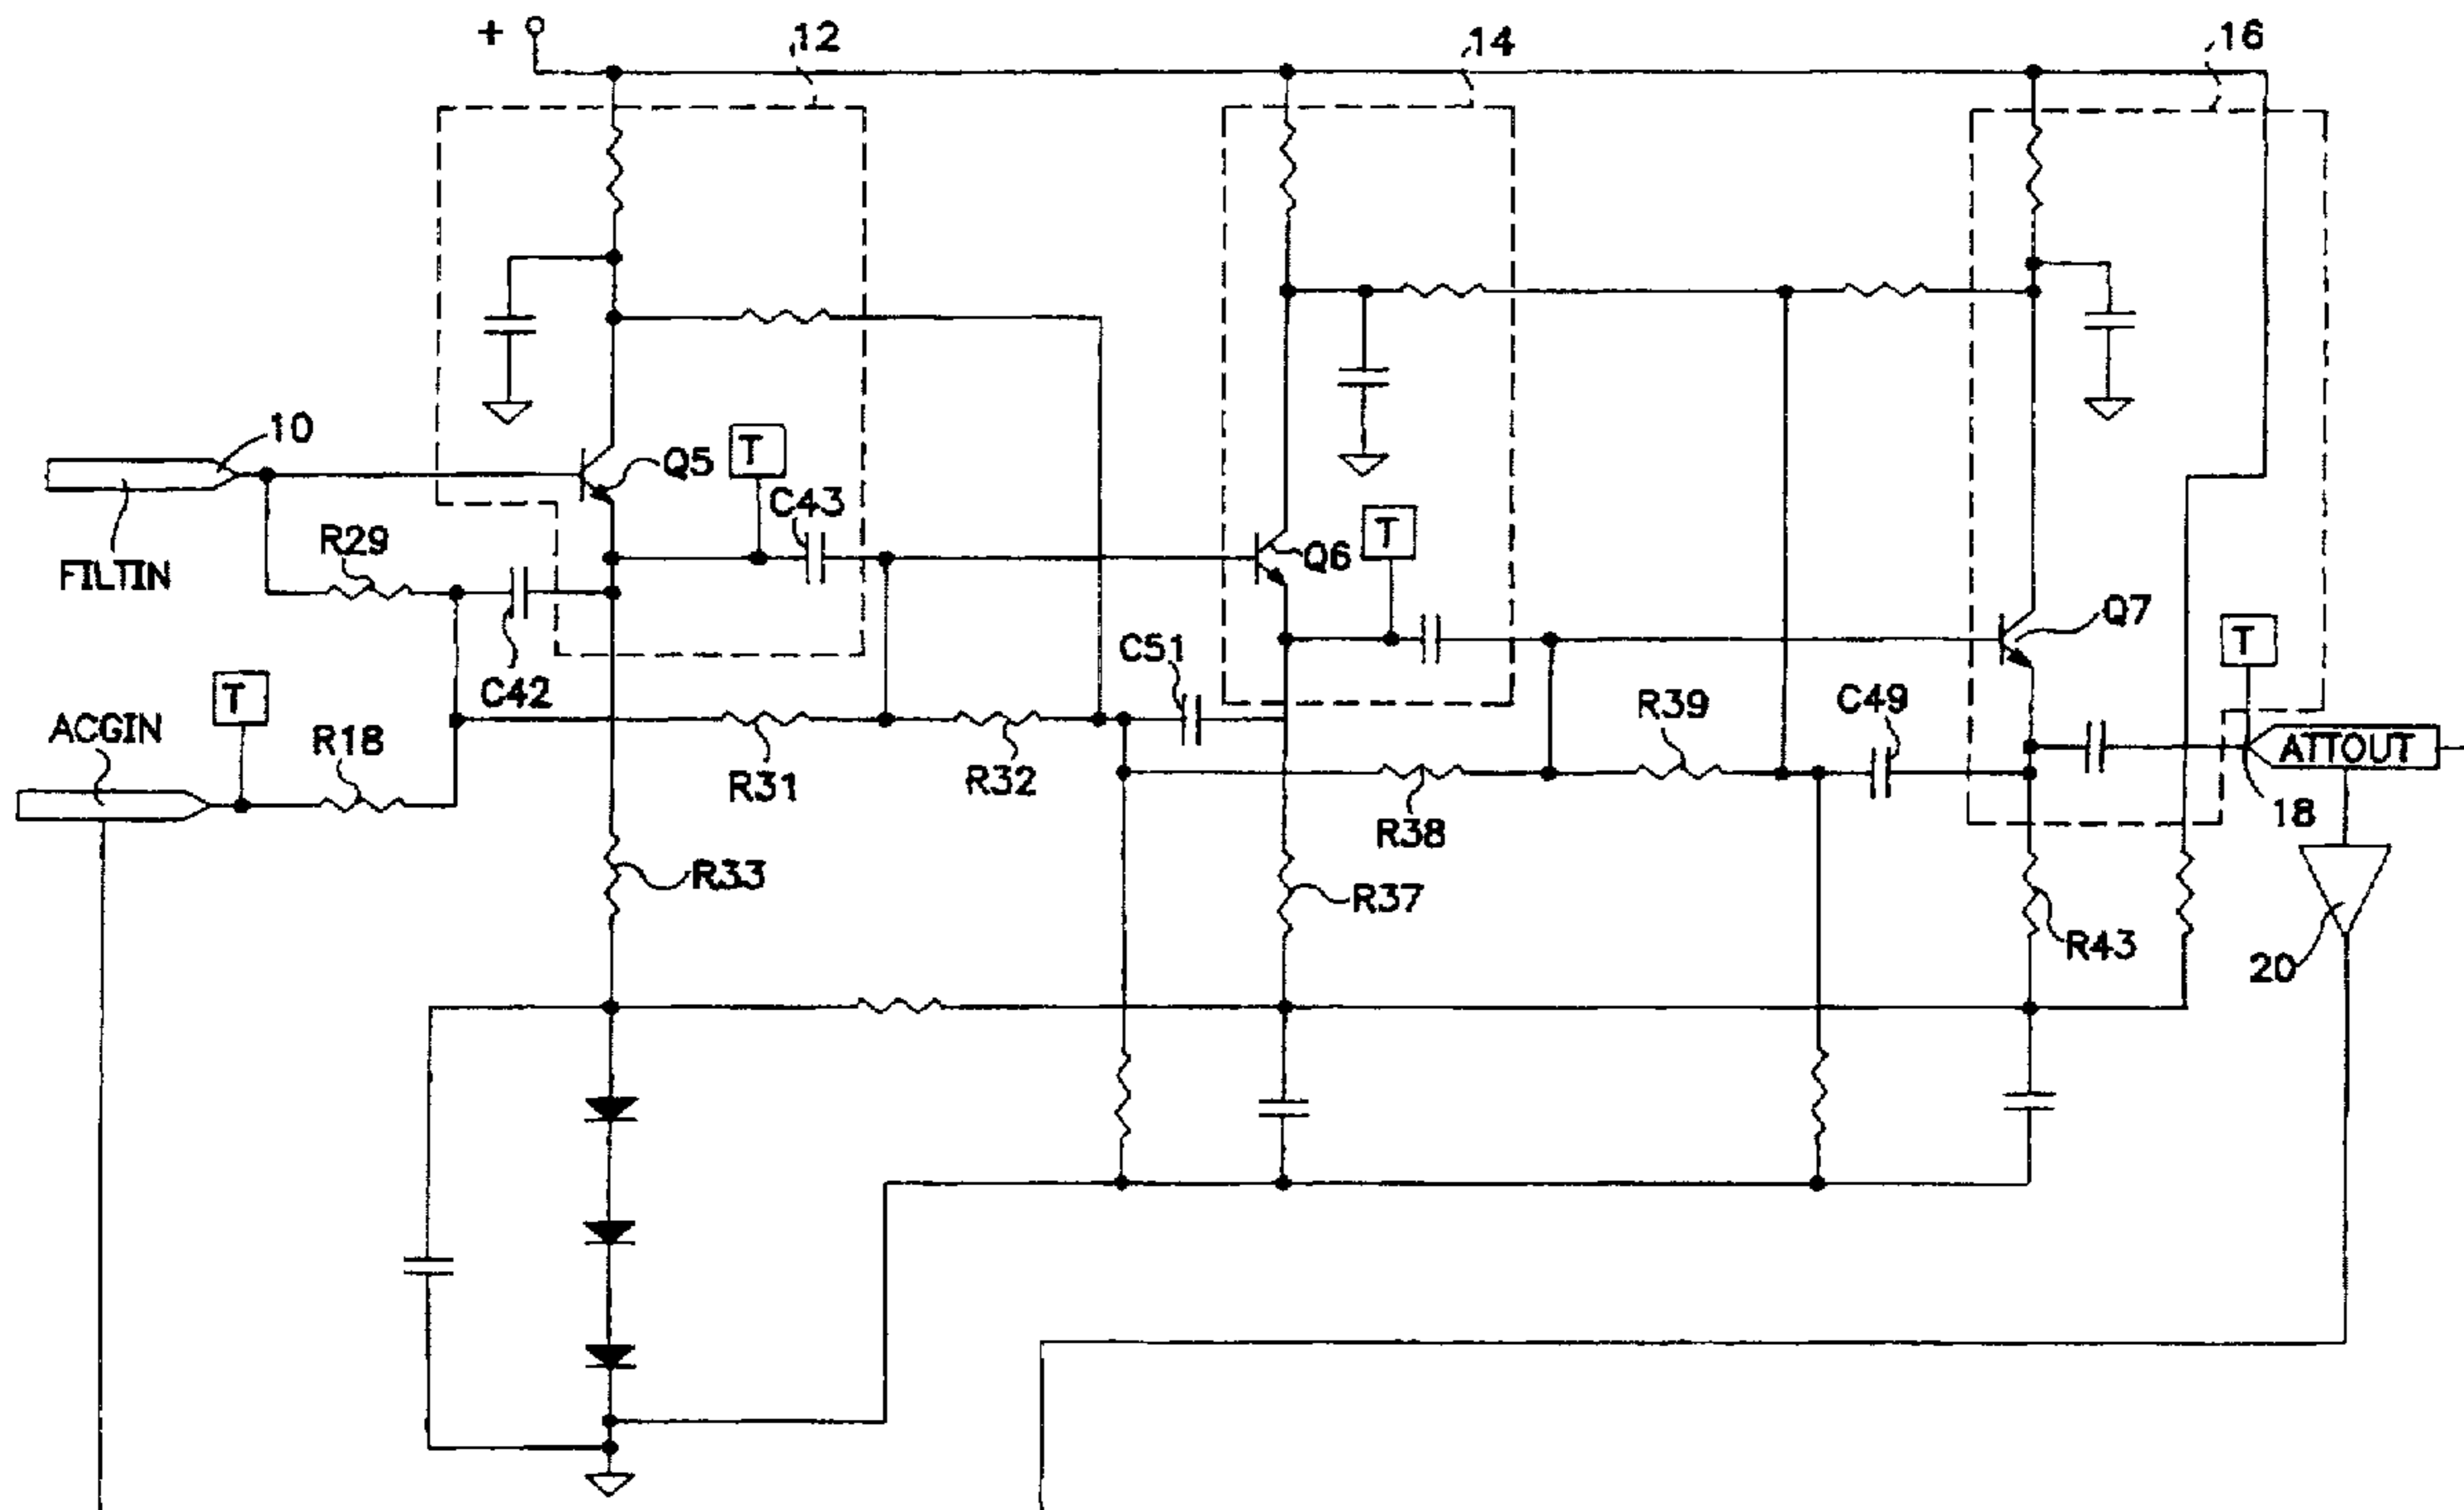 +
12
14
16
10
Q5
T
C43
R29
FILTIN
T
Q6
Q7
C51
T
C42
T
ACGIN
R18
R39
C49
ATTOUT
R31
R32
R38
18
R33
R37
R43
20